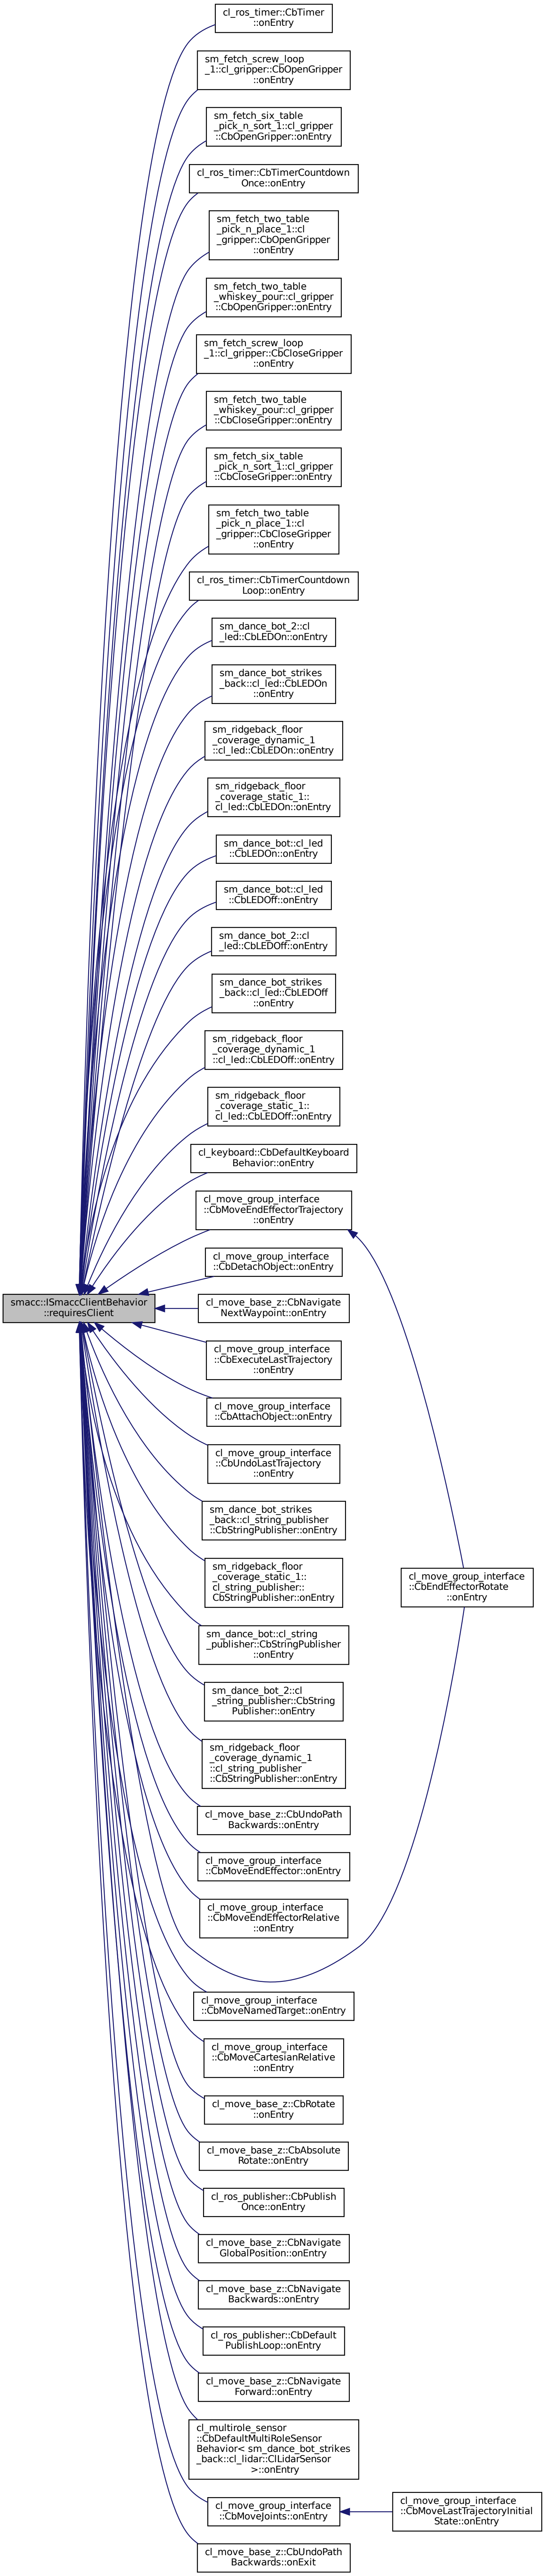 cl_ros_timer::CbTimer
::onEntry
sm_fetch_screw_loop
_1::cl_gripper::CbOpenGripper
::onEntry
sm_fetch_six_table
_pick_n_sort_1::cl_gripper
::CbOpenGripper::onEntry
cl_ros_timer::CbTimerCountdown
Once::onEntry
sm_fetch_two_table
_pick_n_place_1::cl
_gripper::CbOpenGripper
::onEntry
sm_fetch_two_table
_whiskey_pour::cl_gripper
::CbOpenGripper::onEntry
sm_fetch_screw_loop
_1::cl_gripper::CbCloseGripper
::onEntry
sm_fetch_two_table
_whiskey_pour::cl_gripper
::CbCloseGripper::onEntry
sm_fetch_six_table
_pick_n_sort_1::cl_gripper
::CbCloseGripper::onEntry
sm_fetch_two_table
_pick_n_place_1::cl
_gripper::CbCloseGripper
::onEntry
cl_ros_timer::CbTimerCountdown
Loop::onEntry
sm_dance_bot_2::cl
_led::CbLEDOn::onEntry
sm_dance_bot_strikes
_back::cl_led::CbLEDOn
::onEntry
sm_ridgeback_floor
_coverage_dynamic_1
::cl_led::CbLEDOn::onEntry
sm_ridgeback_floor
_coverage_static_1::
cl_led::CbLEDOn::onEntry
sm_dance_bot::cl_led
::CbLEDOn::onEntry
sm_dance_bot::cl_led
::CbLEDOff::onEntry
sm_dance_bot_2::cl
_led::CbLEDOff::onEntry
sm_dance_bot_strikes
_back::cl_led::CbLEDOff
::onEntry
sm_ridgeback_floor
_coverage_dynamic_1
::cl_led::CbLEDOff::onEntry
sm_ridgeback_floor
_coverage_static_1::
cl_led::CbLEDOff::onEntry
cl_keyboard::CbDefaultKeyboard
Behavior::onEntry
cl_move_group_interface
::CbMoveEndEffectorTrajectory
::onEntry
cl_move_group_interface
::CbDetachObject::onEntry
smacc::ISmaccClientBehavior
::requiresClient
cl_move_base_z::CbNavigate
NextWaypoint::onEntry
cl_move_group_interface
::CbExecuteLastTrajectory
::onEntry
cl_move_group_interface
::CbAttachObject::onEntry
cl_move_group_interface
::CbUndoLastTrajectory
::onEntry
sm_dance_bot_strikes
_back::cl_string_publisher
::CbStringPublisher::onEntry
sm_ridgeback_floor
_coverage_static_1::
cl_string_publisher::
CbStringPublisher::onEntry
cl_move_group_interface
::CbEndEffectorRotate
::onEntry
sm_dance_bot::cl_string
_publisher::CbStringPublisher
::onEntry
sm_dance_bot_2::cl
_string_publisher::CbString
Publisher::onEntry
sm_ridgeback_floor
_coverage_dynamic_1
::cl_string_publisher
::CbStringPublisher::onEntry
cl_move_base_z::CbUndoPath
Backwards::onEntry
cl_move_group_interface
::CbMoveEndEffector::onEntry
cl_move_group_interface
::CbMoveEndEffectorRelative
::onEntry
cl_move_group_interface
::CbMoveNamedTarget::onEntry
cl_move_group_interface
::CbMoveCartesianRelative
::onEntry
cl_move_base_z::CbRotate
::onEntry
cl_move_base_z::CbAbsolute
Rotate::onEntry
cl_ros_publisher::CbPublish
Once::onEntry
cl_move_base_z::CbNavigate
GlobalPosition::onEntry
cl_move_base_z::CbNavigate
Backwards::onEntry
cl_ros_publisher::CbDefault
PublishLoop::onEntry
cl_move_base_z::CbNavigate
Forward::onEntry
cl_multirole_sensor
::CbDefaultMultiRoleSensor
Behavior< sm_dance_bot_strikes
_back::cl_lidar::ClLidarSensor
>::onEntry
cl_move_group_interface
::CbMoveJoints::onEntry
cl_move_group_interface
::CbMoveLastTrajectoryInitial
State::onEntry
cl_move_base_z::CbUndoPath
Backwards::onExit